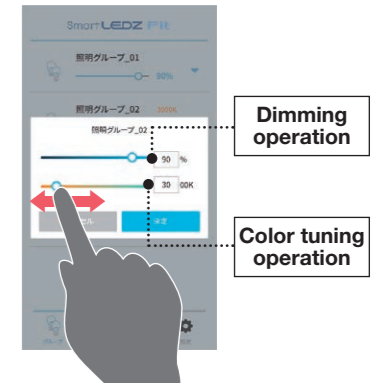 Smart LEDZ Fit
照明グループ_01
90%
照明グループ_02 3000K
照明グループ_02
90 %
30 00K
決定
Dimming
operation
Color tuning
operation